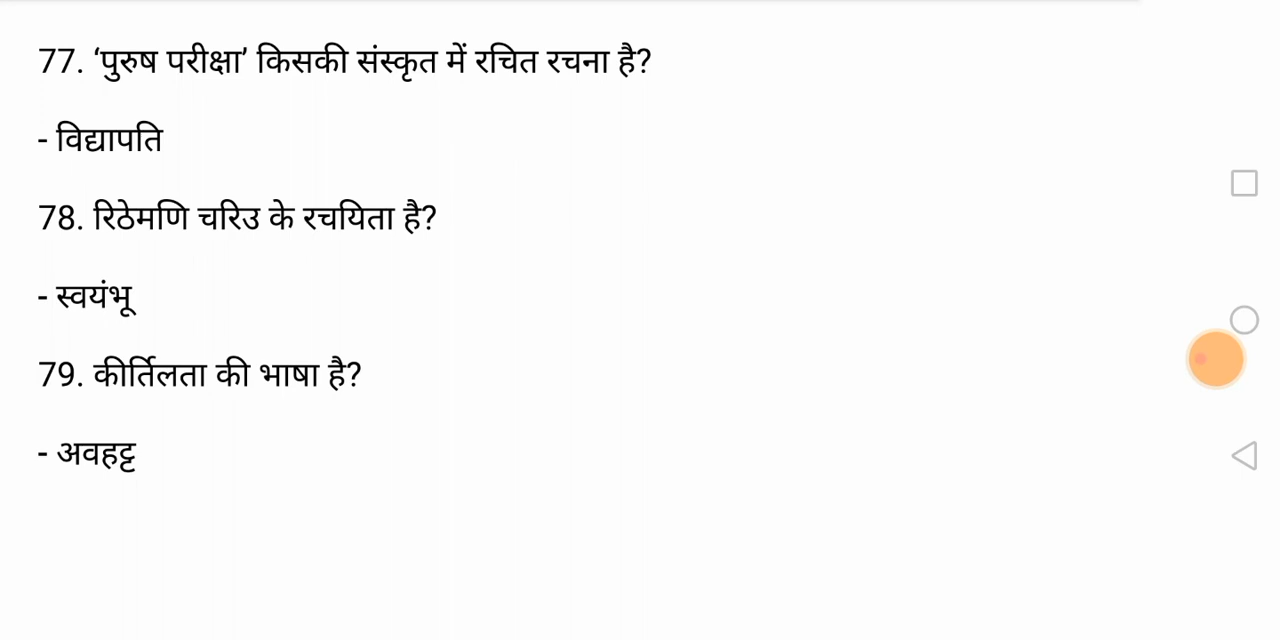 77. ‘पुरुष परीक्षा’ किसकी संस्कृत में रचित रचना है?
- विद्यापति
78. रिठेमणि चरिउ के रचयिता है?
- स्वयंभू
79. कीर्तिलता की भाषा है?
- अवहट्ट